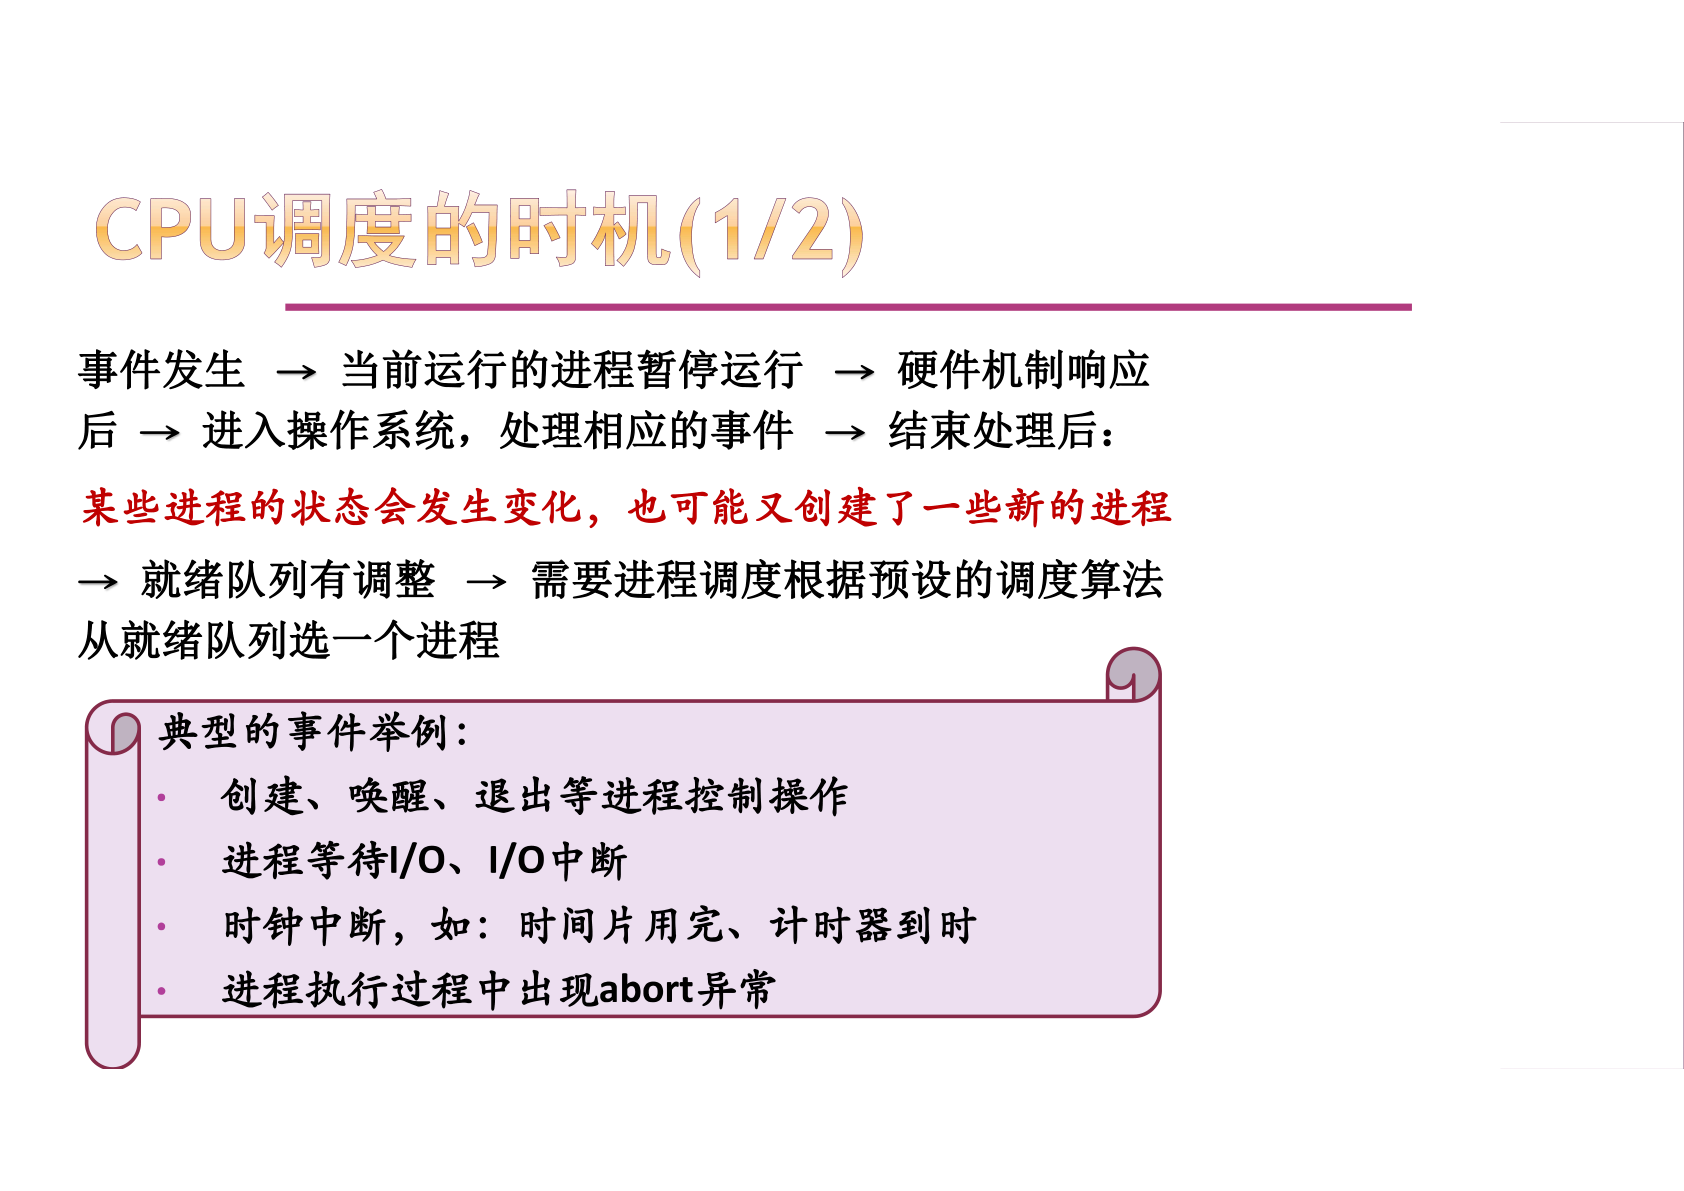 CPU调度的时机(1/2)
事件发生 → 当前运行的进程暂停运行 → 硬件机制响应
后 → 进入操作系统，处理相应的事件 → 结束处理后：
某些进程的状态会发生变化，也可能又创建了一些新的进程
→ 就绪队列有调整 → 需要进程调度根据预设的调度算法
从就绪队列选一个进程
典型的事件举例：
• 创建、唤醒、退出等进程控制操作
• 进程等待I/O、I/O中断
• 时钟中断，如：时间片用完、计时器到时
• 进程执行过程中出现abort异常